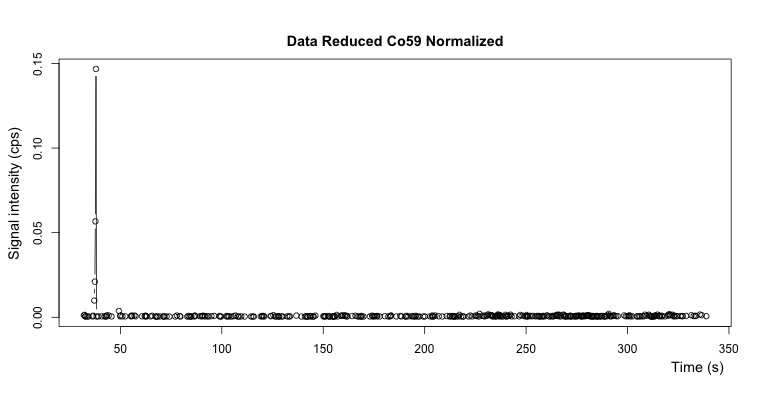 Data Reduced Co59 Normalized
Signal intensity (cps)
0.15
0.10
0.05
0.00
50 100 150 200 250 300 350
Time (s)